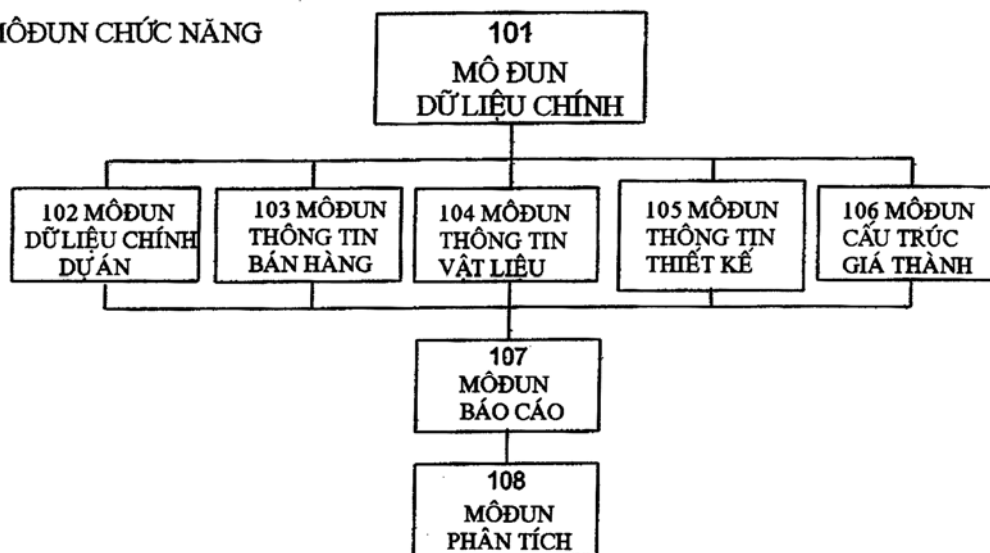 MÔĐUN CHỨC NĂNG
101
MÔ ĐUN
DỮ LIỆU CHÍNH
102 MÔĐUN
DỮ LIỆU CHÍNH
DỰ ÁN
103 MÔĐUN
THÔNG TIN
BÁN HÀNG
104 MÔĐUN
THÔNG TIN
VẬT LIỆU
105 MÔĐUN
THÔNG TIN
THIẾT KẾ
106 MÔĐUN
CẤU TRÚC
GIÁ THÀNH
107
MÔĐUN
BÁO CÁO
108
MÔĐUN
PHÂN TÍCH